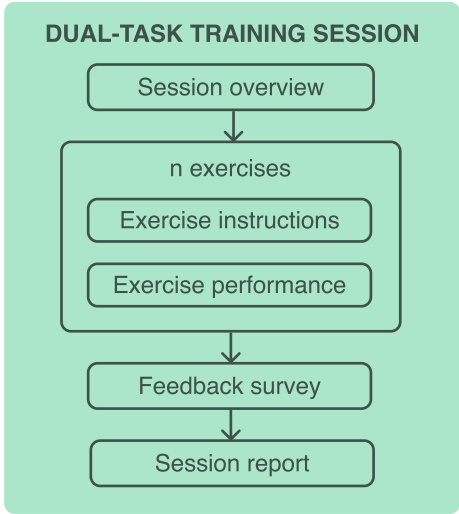 DUAL-TASK TRAINING SESSION
Session overview
n exercises
Exercise instructions
Exercise performance
Feedback survey
Session report